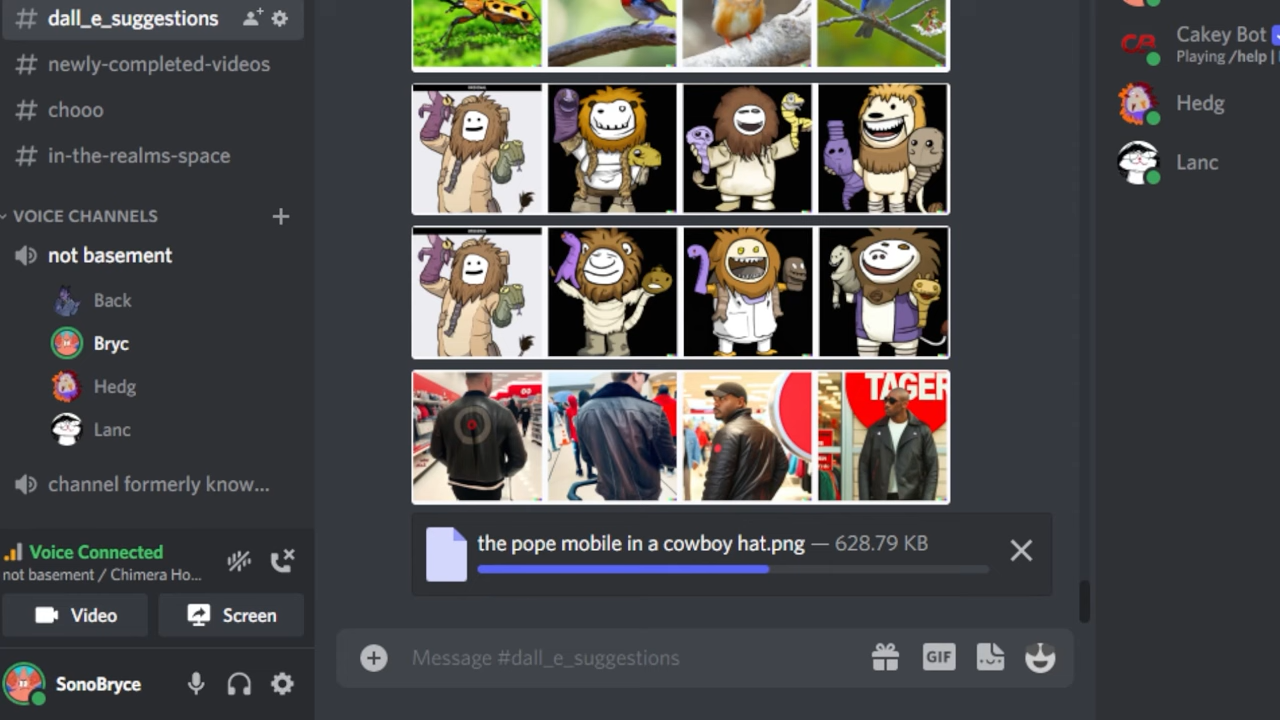 dall_e_suggestions
newly-completed-videos
chooo
in-the-realms-space
VOICE CHANNELS
not basement
Back
Bryc
Hedg
Lanc
channel formerly know...
Voice Connected
not basement / Chimera Ho...
Video
Screen
SonoBryce
TAGER
the pope mobile in a cowboy hat.png — 628.79 KB
Message #dall_e_suggestions
GIF
Cakey Bot
Playing /help |
Hedg
Lanc